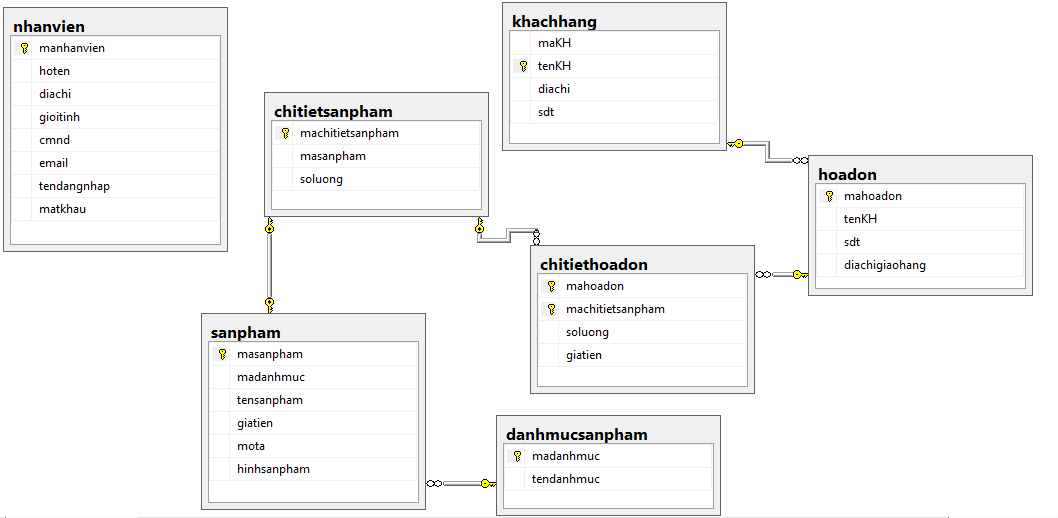 nhanvien
manhanvien
hoten
diachi
gioitinh
cmnd
email
tendangnhap
matkhau
khachhang
maKH
tenKH
diachi
sdt
chitietsanpham
machitietsanpham
masanpham
soluong
hoadon
mahoadon
tenKH
sdt
diachigiaohang
chitiethoadon
mahoadon
machitietsanpham
soluong
giatien
sanpham
masanpham
madanhmuc
tensanpham
giatien
mota
hinhsanpham
danhmucsanpham
madanhmuc
tendanhmuc